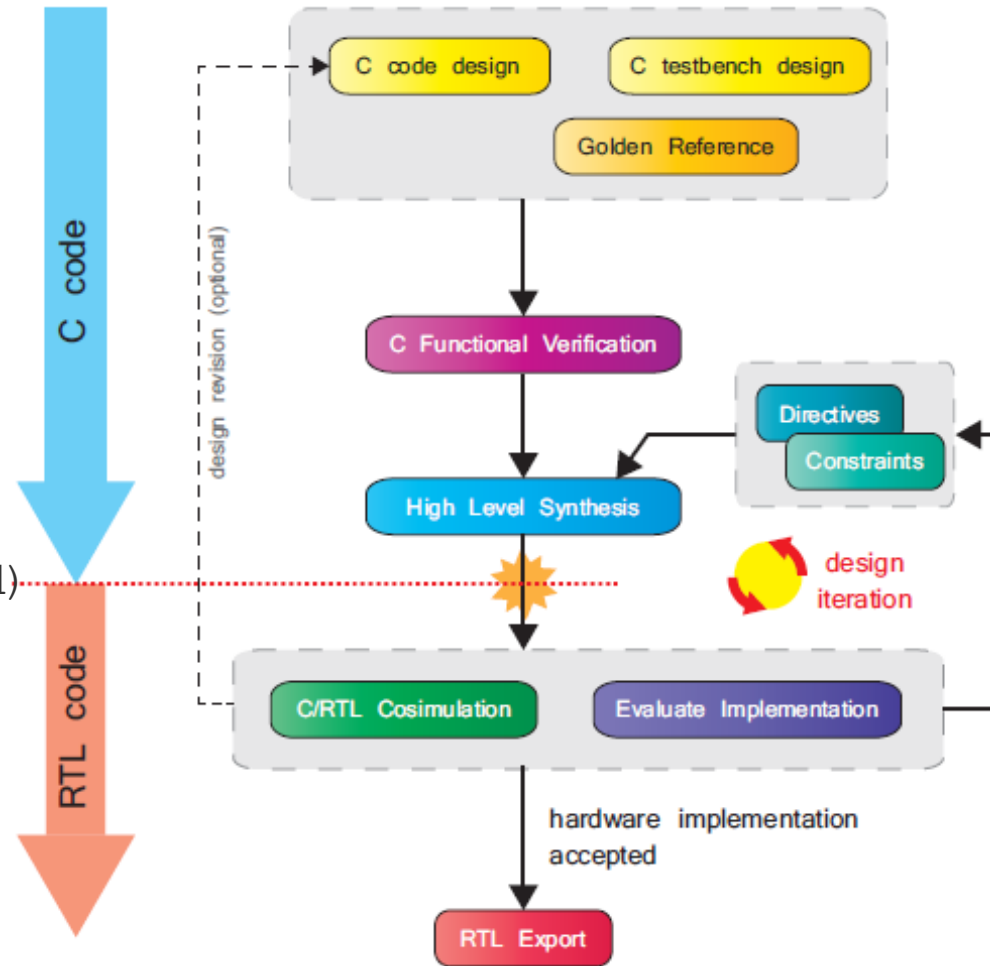 C code design
C testbench design
Golden Reference
C code
design revision (optional)
C Functional Verification
Directives
Constraints
High Level Synthesis
design
iteration
RTL code
C/RTL Cosimulation
Evaluate Implementation
hardware implementation
accepted
RTL Export